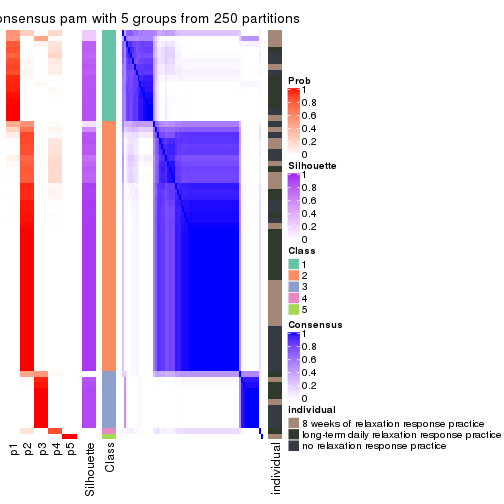 onsensus pam with 5 groups from 250 partitions
Prob
1
0.8
0.6
0.4
0.2
0
Silhouette
1
0.8
0.6
0.4
0.2
0
Class
1
2
3
4
5
Consensus
1
0.8
0.6
0.4
0.2
0
individual
8 weeks of relaxation response practice
long-term daily relaxation response practice
no relaxation response practice
p1
p2
p3
p4
p5
Silhouette
Class
individual